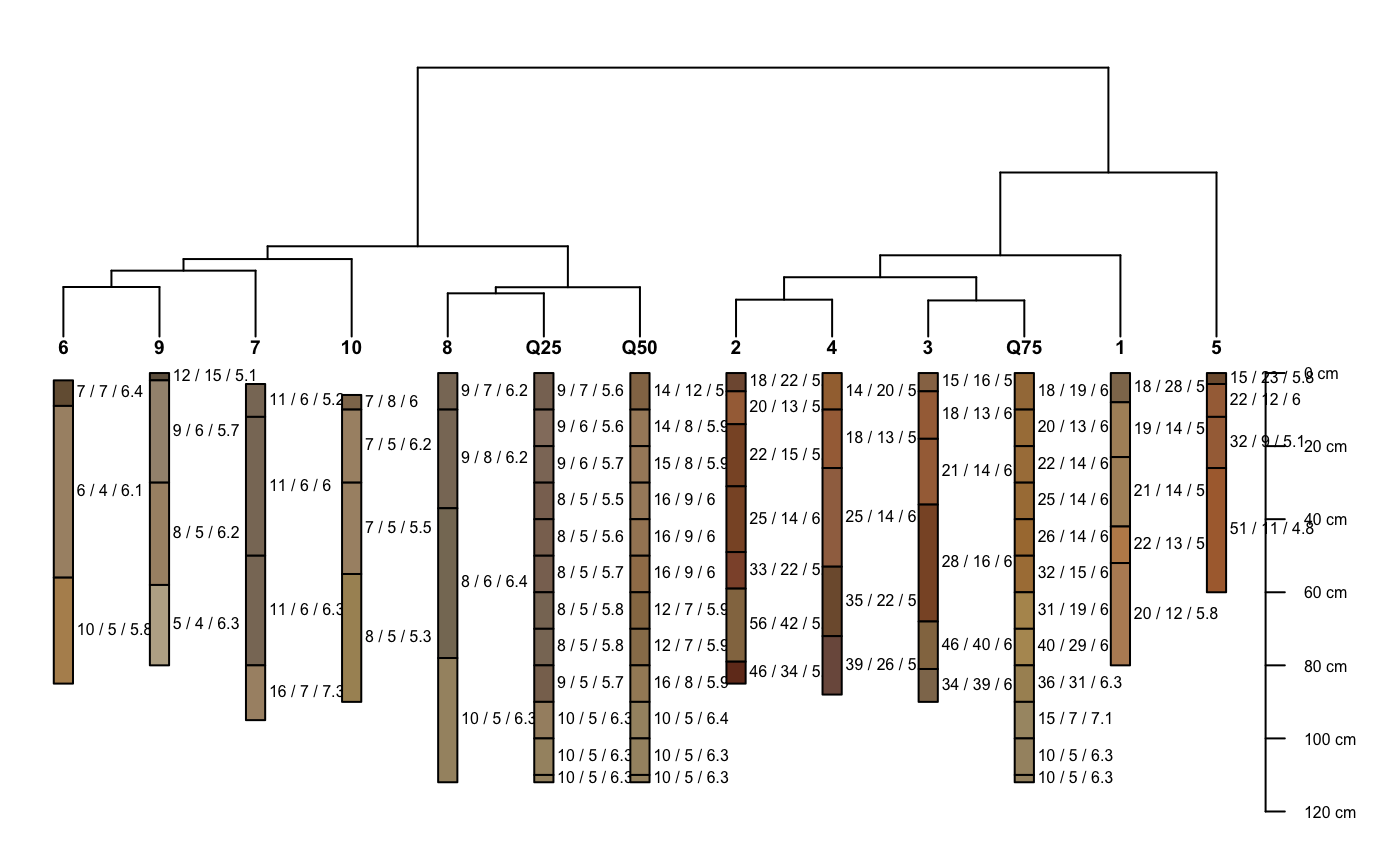 6 9 7 10 8 Q25 Q50 2 4 3 Q75 1 5
7 / 7 / 6.4
6 / 4 / 6.1
10 / 5 / 5.8
12 / 15 / 5.1
9 / 6 / 5.7
8 / 5 / 6.2
5 / 4 / 6.3
11 / 6 / 5.2
11 / 6 / 6
11 / 6 / 6.3
16 / 7 / 7.3
7 / 8 / 6
7 / 5 / 6.2
7 / 5 / 5.5
8 / 5 / 5.3
9 / 7 / 6.2
9 / 8 / 6.2
8 / 6 / 6.4
10 / 5 / 6.3
9 / 7 / 5.6
9 / 6 / 5.6
9 / 6 / 5.7
8 / 5 / 5.5
8 / 5 / 5.6
8 / 5 / 5.7
8 / 5 / 5.8
8 / 5 / 5.8
9 / 5 / 5.7
10 / 5 / 6.3
10 / 5 / 6.3
10 / 5 / 6.3
14 / 12 / 5
14 / 8 / 5.9
15 / 8 / 5.9
16 / 9 / 6
16 / 9 / 6
16 / 9 / 6
12 / 7 / 5.9
12 / 7 / 5.9
16 / 8 / 5.9
10 / 5 / 6.4
10 / 5 / 6.3
10 / 5 / 6.3
18 / 22 / 5
20 / 13 / 5
22 / 15 / 5
25 / 14 / 6
33 / 22 / 5
56 / 42 / 5
46 / 34 / 5
14 / 20 / 5
18 / 13 / 5
25 / 14 / 6
35 / 22 / 5
39 / 26 / 5
15 / 16 / 5
18 / 13 / 6
21 / 14 / 6
28 / 16 / 6
46 / 40 / 6
34 / 39 / 6
18 / 19 / 6
20 / 13 / 6
22 / 14 / 6
25 / 14 / 6
26 / 14 / 6
32 / 15 / 6
31 / 19 / 6
40 / 29 / 6
36 / 31 / 6.3
15 / 7 / 7.1
10 / 5 / 6.3
10 / 5 / 6.3
18 / 28 / 5
19 / 14 / 5
21 / 14 / 5
22 / 13 / 5
20 / 12 / 5.8
15 / 23 / 5.8
22 / 12 / 6
32 / 9 / 5.1
51 / 11 / 4.8
0 cm
20 cm
40 cm
60 cm
80 cm
100 cm
120 cm